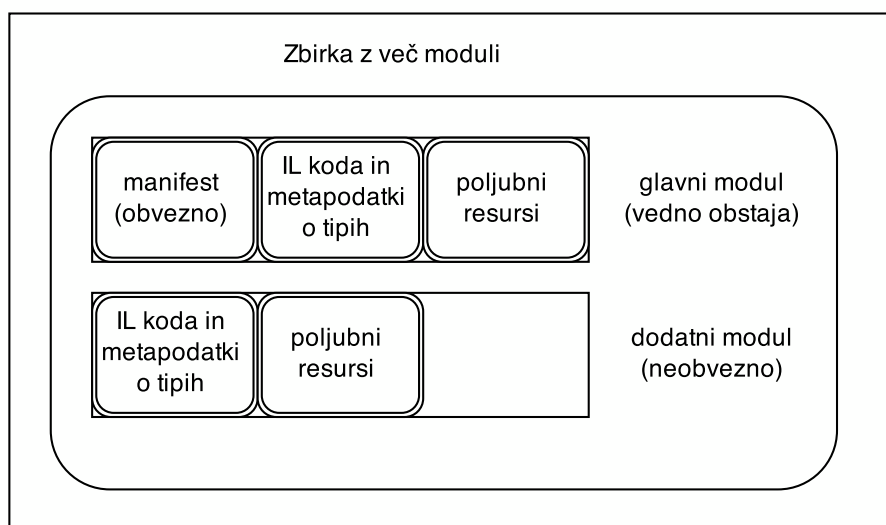 Zbirka z več moduli
manifest
(obvezno)
IL koda in
metapodatki
o tipih
poljubni
resursi
glavni modul
(vedno obstaja)
IL koda in
metapodatki
o tipih
poljubni
resursi
dodatni modul
(neobvezno)